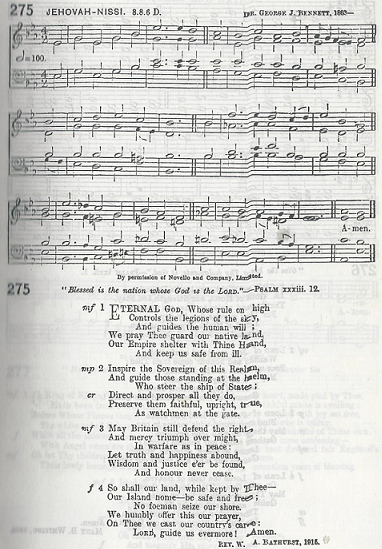 275 JEHOVAH-NISSI. 8.8.6 D. DR. GEORGE J. BENNETT, 1863—
=100.
A-men.
By permission of Novello and Company, Limited.
275
"Blessed is the nation whose God is the LORD."—PSALM xxxiii. 12.
mf 1 ETERNAL GOD, Whose rule on high
Controls the legions of the sky,
And guides the human will;
We pray Thee guard our native land,
Our Empire shelter with Thine Hand,
And keep us safe from ill.
mp 2 Inspire the Sovereign of this Realm,
And guide those standing at the helm,
Who steer the ship of State;
cr Direct and prosper all they do,
Preserve them faithful, upright, true,
As watchmen at the gate.
mf 3 May Britain still defend the right,
And mercy triumph over might,
In warfare as in peace:
Let truth and happiness abound,
Wisdom and justice e'er be found,
And honour never cease.
f 4 So shall our land, while kept by Thee—
Our Island home—be safe and free;
No foeman seize our shore.
We humbly offer this our prayer,
On Thee we cast our country's care;
LORD, guide us evermore! Amen.
REV. W. A. BATHURST, 1915.